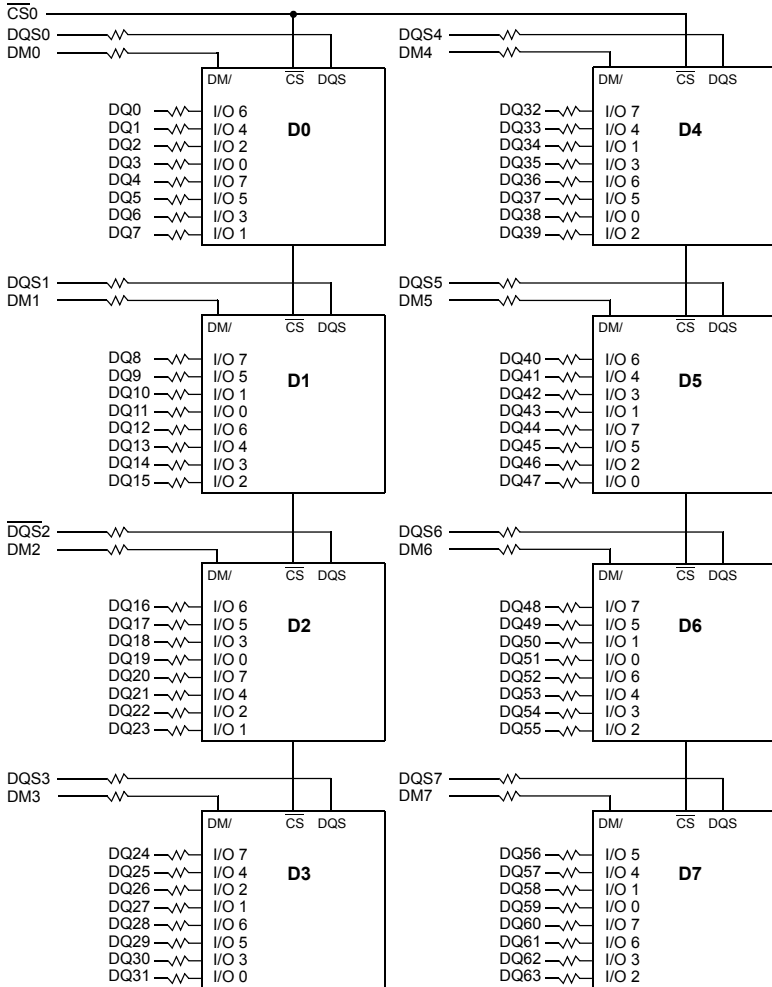 CS0
DQS0
DM0
DM/ CS DQS
D0
DQ0 I/O 6
DQ1 I/O 4
DQ2 I/O 2
DQ3 I/O 0
DQ4 I/O 7
DQ5 I/O 5
DQ6 I/O 3
DQ7 I/O 1
DQS1
DM1
DM/ CS DQS
D1
DQ8 I/O 7
DQ9 I/O 5
DQ10 I/O 1
DQ11 I/O 0
DQ12 I/O 6
DQ13 I/O 4
DQ14 I/O 3
DQ15 I/O 2
DQS2
DM2
DM/ CS DQS
D2
DQ16 I/O 6
DQ17 I/O 5
DQ18 I/O 3
DQ19 I/O 0
DQ20 I/O 7
DQ21 I/O 4
DQ22 I/O 2
DQ23 I/O 1
DQS3
DM3
DM/ CS DQS
D3
DQ24 I/O 7
DQ25 I/O 4
DQ26 I/O 2
DQ27 I/O 1
DQ28 I/O 6
DQ29 I/O 5
DQ30 I/O 3
DQ31 I/O 0
DQS4
DM4
DM/ CS DQS
D4
DQ32 I/O 7
DQ33 I/O 4
DQ34 I/O 1
DQ35 I/O 3
DQ36 I/O 6
DQ37 I/O 5
DQ38 I/O 0
DQ39 I/O 2
DQS5
DM5
DM/ CS DQS
D5
DQ40 I/O 6
DQ41 I/O 4
DQ42 I/O 3
DQ43 I/O 1
DQ44 I/O 7
DQ45 I/O 5
DQ46 I/O 2
DQ47 I/O 0
DQS6
DM6
DM/ CS DQS
D6
DQ48 I/O 7
DQ49 I/O 5
DQ50 I/O 1
DQ51 I/O 0
DQ52 I/O 6
DQ53 I/O 4
DQ54 I/O 3
DQ55 I/O 2
DQS7
DM7
DM/ CS DQS
D7
DQ56 I/O 5
DQ57 I/O 4
DQ58 I/O 1
DQ59 I/O 0
DQ60 I/O 7
DQ61 I/O 6
DQ62 I/O 3
DQ63 I/O 2